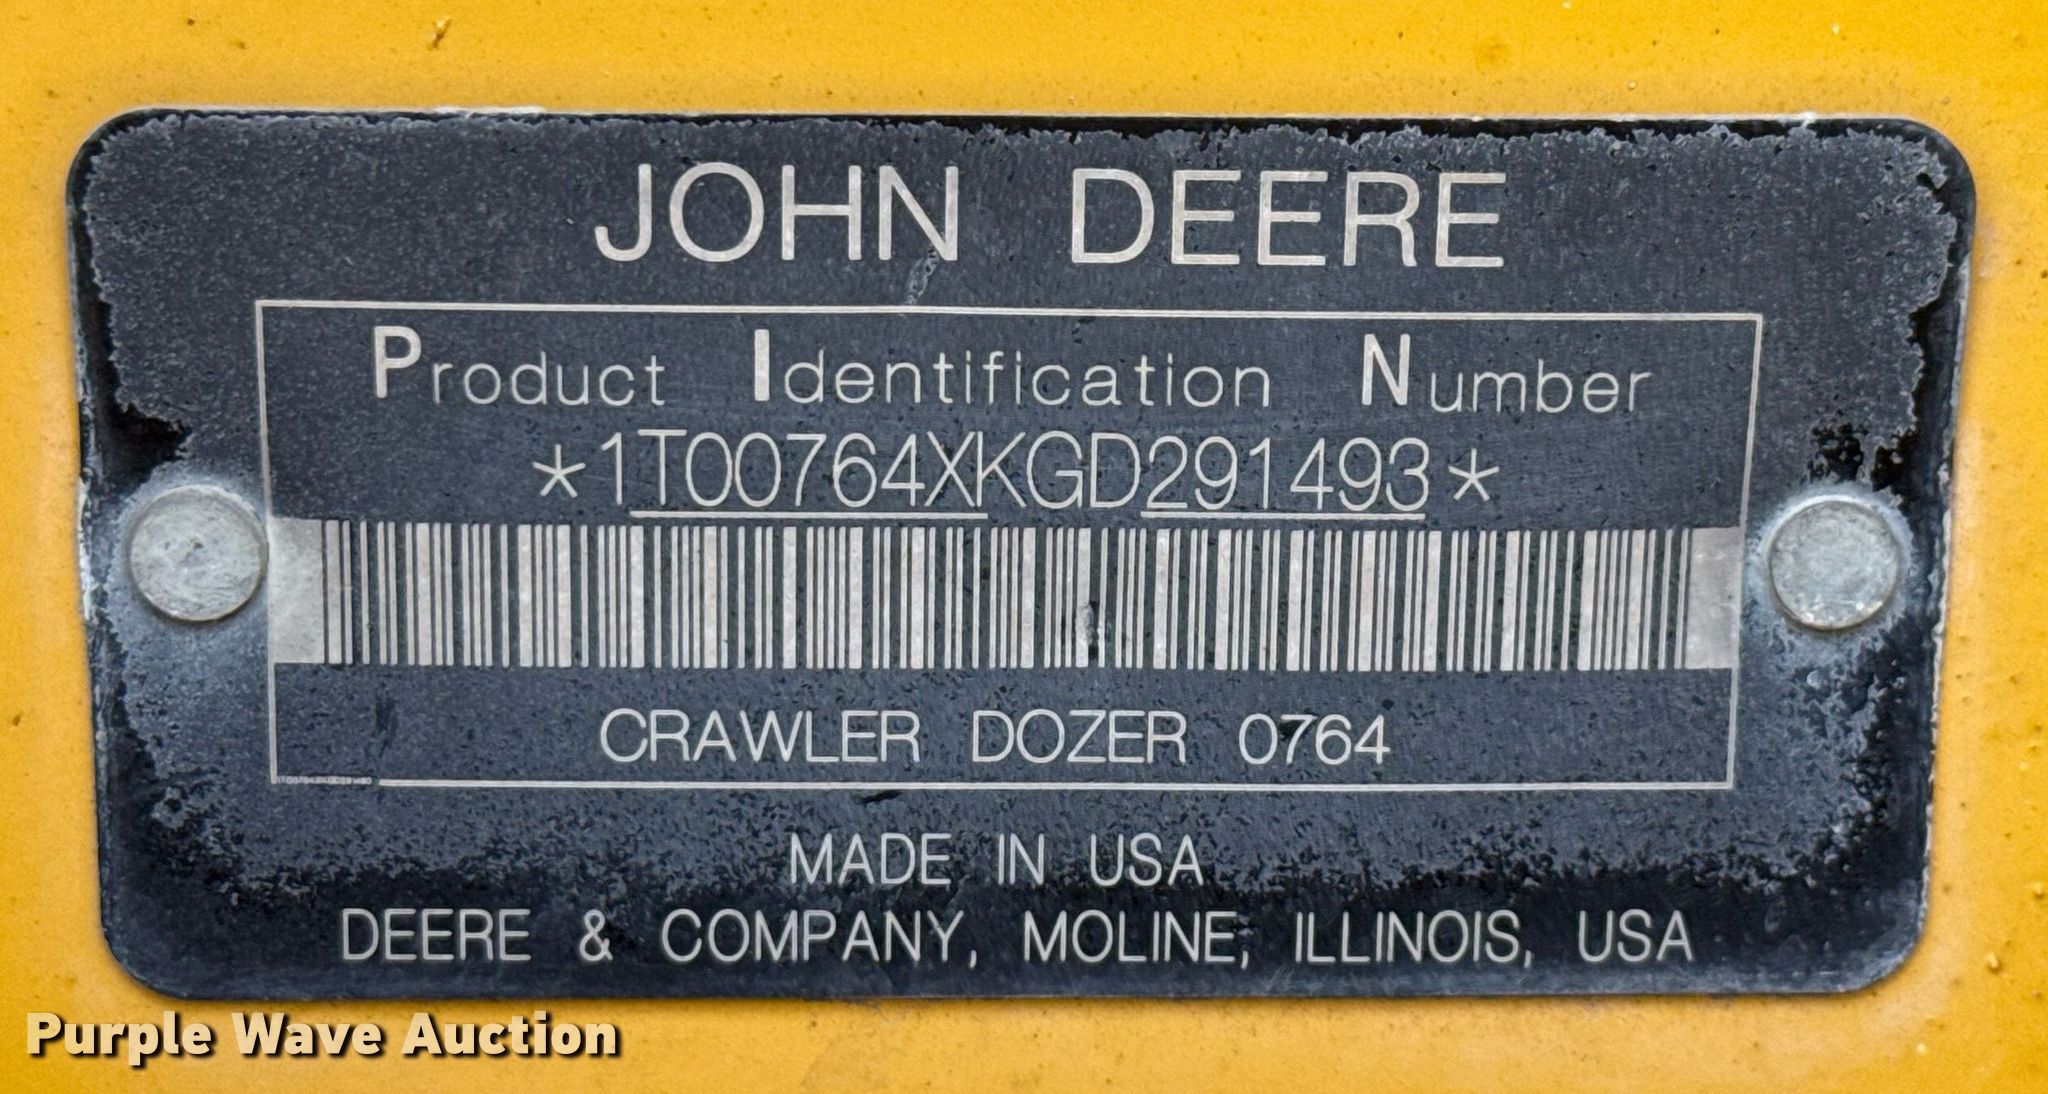 JOHN DEERE
Product Identification Number
*1T00764XKGD291493*
CRAWLER DOZER 0764
MADE IN USA
DEERE & COMPANY, MOLINE, ILLINOIS, USA
Purple Wave Auction